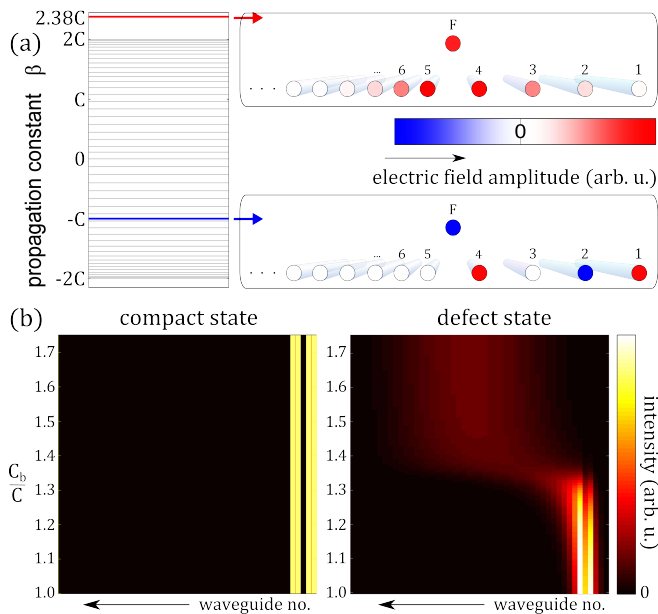 (a)
propagation constant β
2.38C
2C
C
0
-C
-2C
F
. . . ... 6 5 4 3 2 1
0
electric field amplitude (arb. u.)
F
. . . ... 6 5 4 3 2 1
(b)
compact state
defect state
C_b/C
1.7
1.6
1.5
1.4
1.3
1.2
1.1
1.0
waveguide no.
1.7
1.6
1.5
1.4
1.3
1.2
1.1
1.0
waveguide no.
intensity (arb. u.)
0